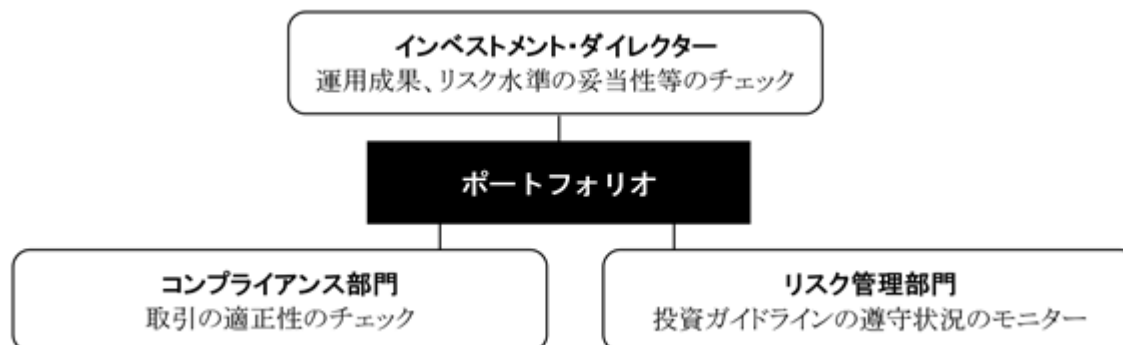 インベストメント・ダイレクター
運用成果、リスク水準の妥当性等のチェック
ポートフォリオ
コンプライアンス部門
取引の適正性のチェック
リスク管理部門
投資ガイドラインの遵守状況のモニター